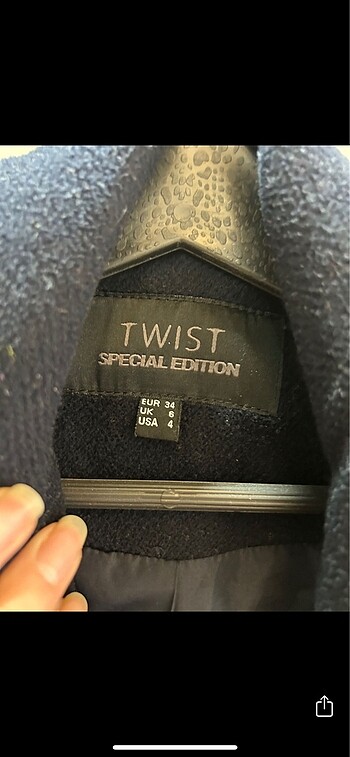 TWIST
SPECIAL EDITION
EUR 34
UK 6
USA 4